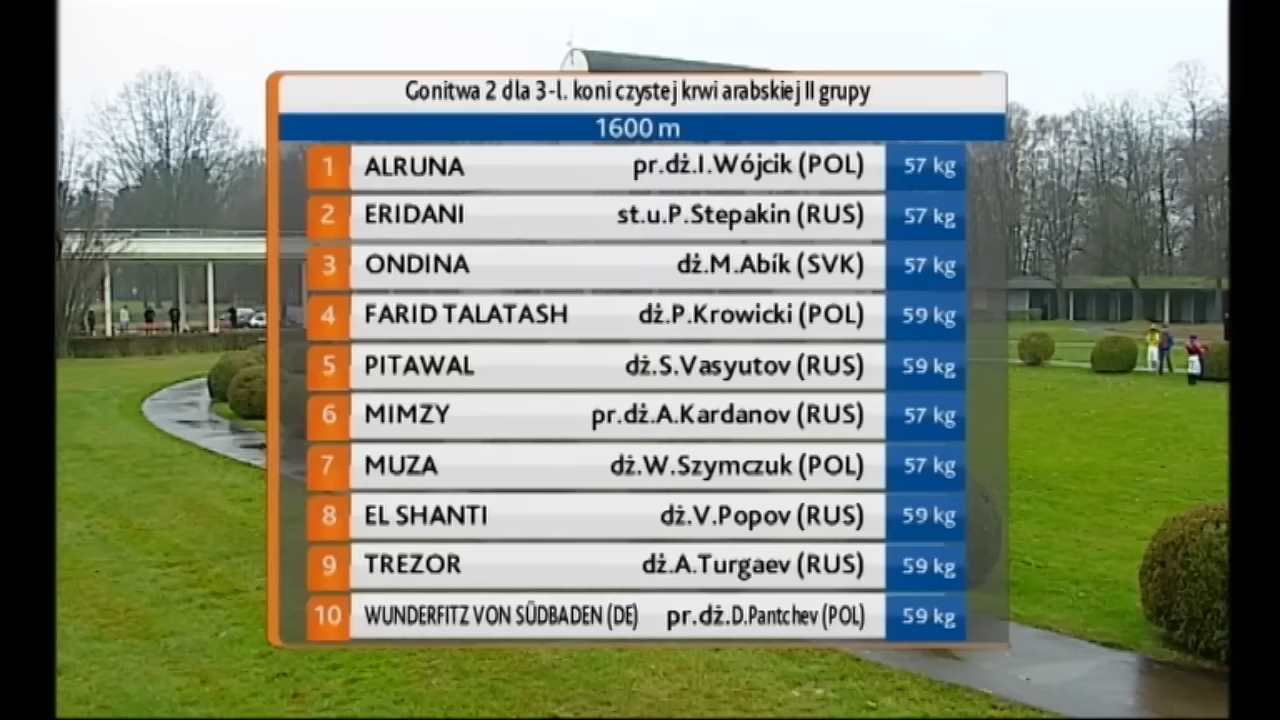 Gonitwa 2 dla 3-l. koni czystej krwi arabskiej II grupy
1600 m
1 ALRUNA pr.dż.I.Wójcik (POL) 57 kg
2 ERIDANI st.u.P.Stepakin (RUS) 57 kg
3 ONDINA dż.M.Abík (SVK) 57 kg
4 FARID TALATASH dż.P.Krowicki (POL) 59 kg
5 PITAWAL dż.S.Vasyutov (RUS) 59 kg
6 MIMZY pr.dż.A.Kardanov (RUS) 57 kg
7 MUZA dż.W.Szymczuk (POL) 57 kg
8 EL SHANTI dż.V.Popov (RUS) 59 kg
9 TREZOR dż.A.Turgaev (RUS) 59 kg
10 WUNDERFITZ VON SÜDBADEN (DE) pr.dż.D.Pantchev (POL) 59 kg